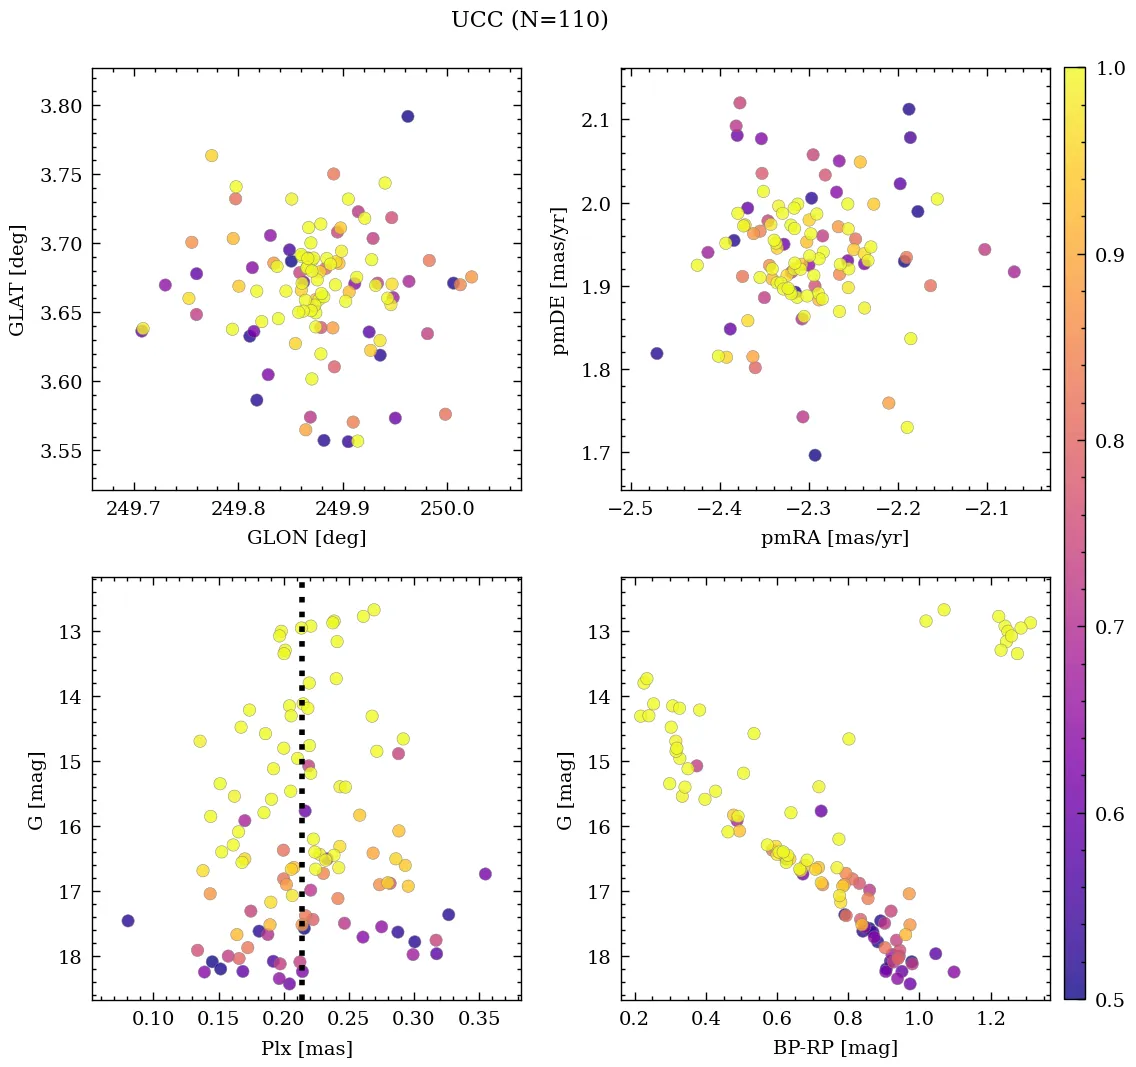 UCC (N=110)
3.80
3.75
3.70
3.65
3.60
3.55
GLAT [deg]
249.7 249.8 249.9 250.0
GLON [deg]
2.1
2.0
1.9
1.8
1.7
pmDE [mas/yr]
−2.5 −2.4 −2.3 −2.2 −2.1
pmRA [mas/yr]
1.0
0.9
0.8
0.7
0.6
0.5
13
14
15
16
17
18
G [mag]
0.10 0.15 0.20 0.25 0.30 0.35
Plx [mas]
13
14
15
16
17
18
G [mag]
0.2 0.4 0.6 0.8 1.0 1.2
BP-RP [mag]